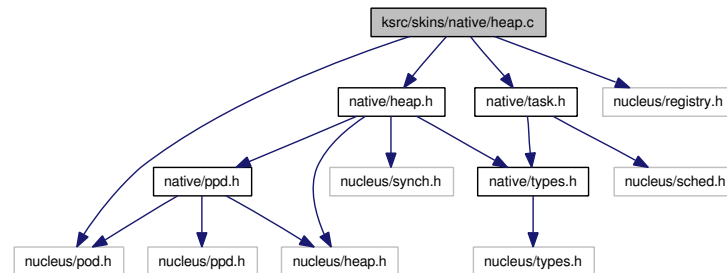 ksrc/skins/native/heap.c
native/heap.h
native/task.h
nucleus/registry.h
native/ppd.h
nucleus/synch.h
native/types.h
nucleus/sched.h
nucleus/pod.h
nucleus/ppd.h
nucleus/heap.h
nucleus/types.h